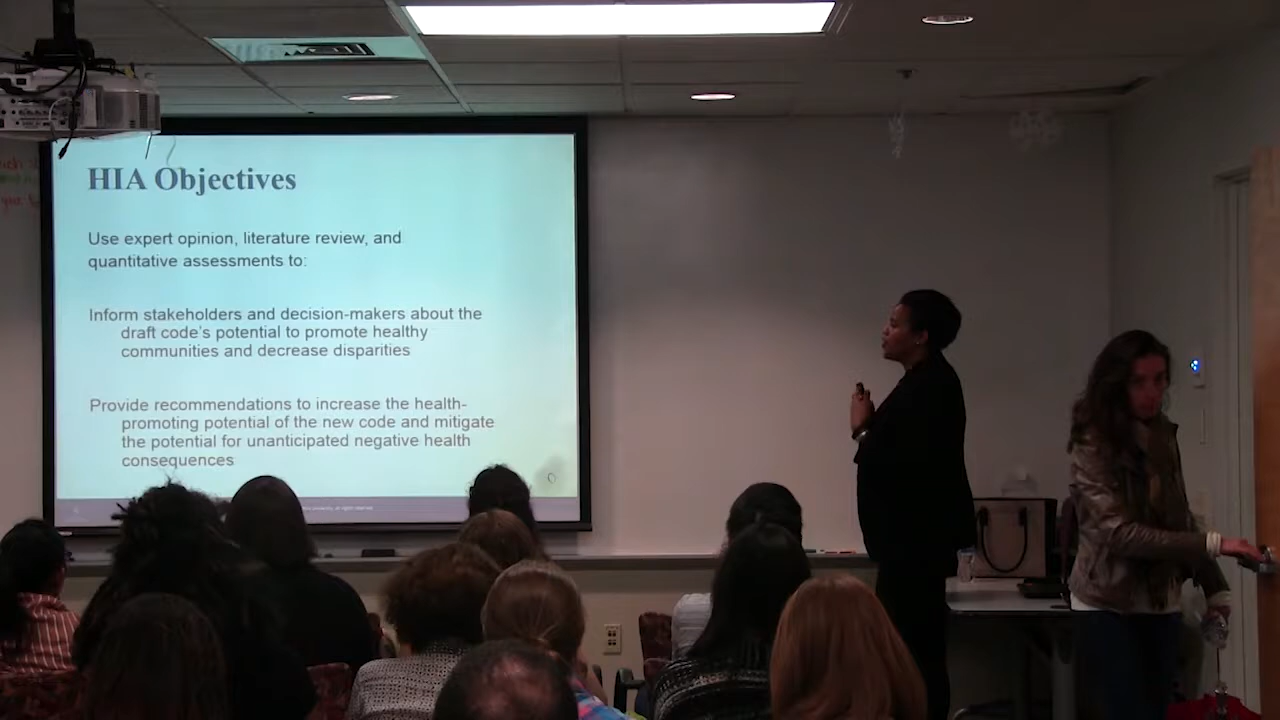 HIA Objectives
Use expert opinion, literature review, and
quantitative assessments to:
Inform stakeholders and decision-makers about the
draft code's potential to promote healthy
communities and decrease disparities
Provide recommendations to increase the health-
promoting potential of the new code and mitigate
the potential for unanticipated negative health
consequences